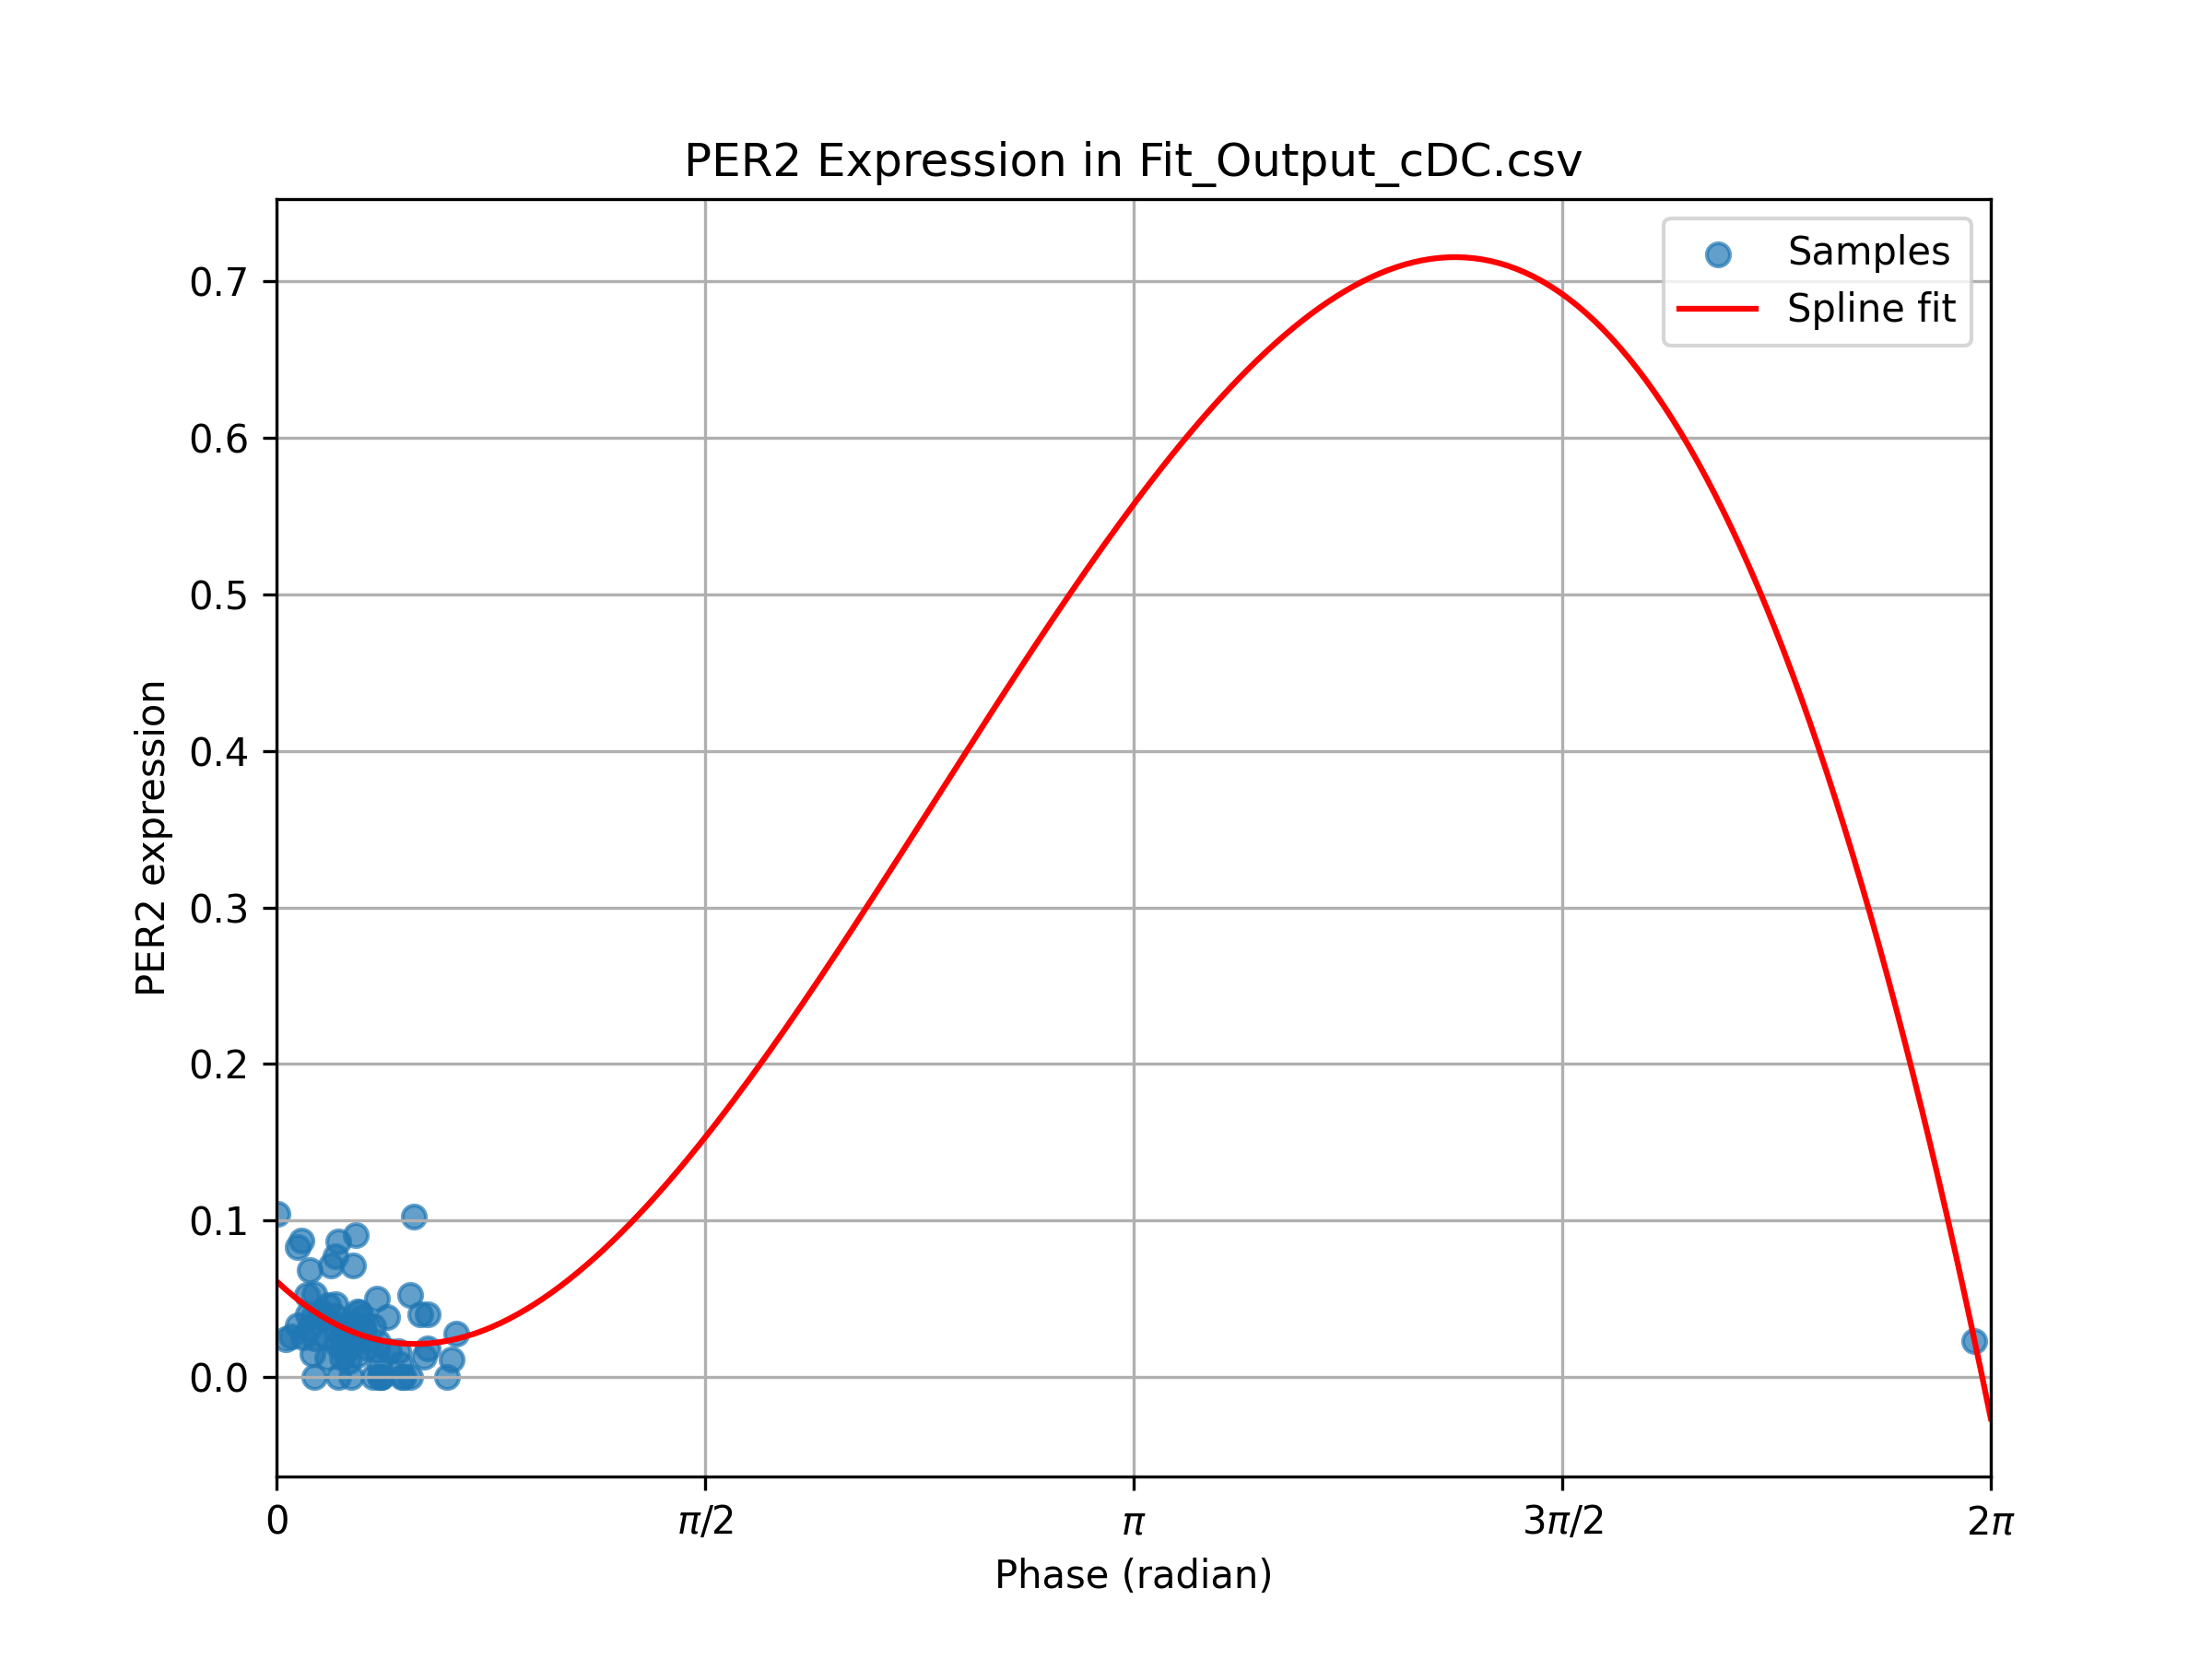 PER2 Expression in Fit_Output_cDC.csv
Samples
Spline fit
0.7
0.6
0.5
0.4
0.3
0.2
0.1
0.0
PER2 expression
0 π/2 π 3π/2 2π
Phase (radian)